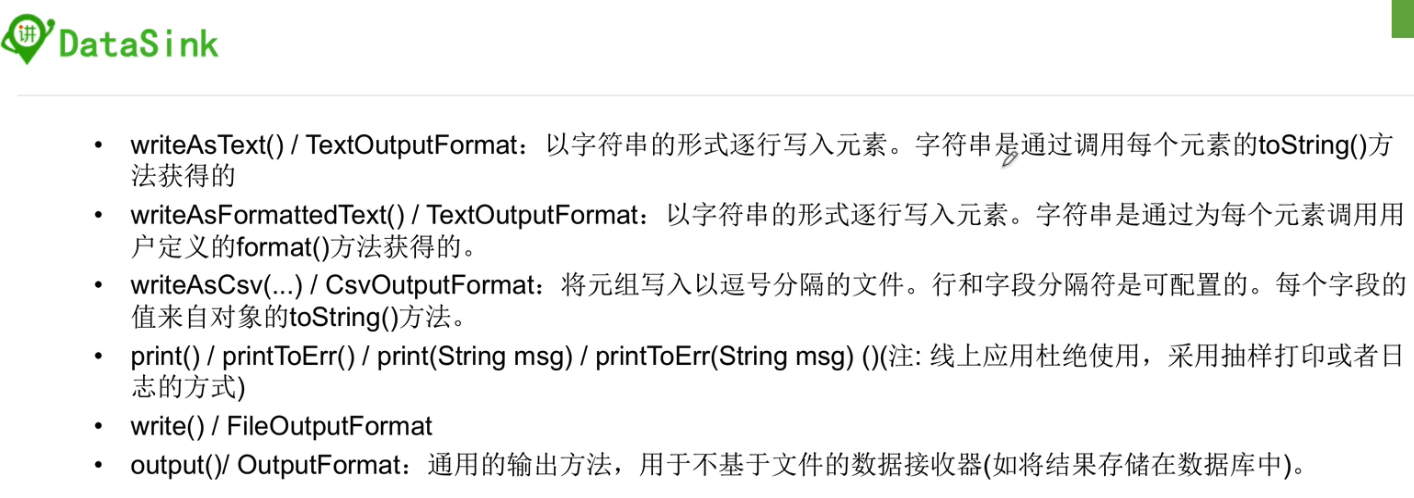 讲 DataSink
• writeAsText() / TextOutputFormat：以字符串的形式逐行写入元素。字符串是通过调用每个元素的toString()方
法获得的
• writeAsFormattedText() / TextOutputFormat：以字符串的形式逐行写入元素。字符串是通过为每个元素调用用
户定义的format()方法获得的。
• writeAsCsv(...) / CsvOutputFormat：将元组写入以逗号分隔的文件。行和字段分隔符是可配置的。每个字段的
值来自对象的toString()方法。
• print() / printToErr() / print(String msg) / printToErr(String msg) ()(注: 线上应用杜绝使用，采用抽样打印或者日
志的方式)
• write() / FileOutputFormat
• output()/ OutputFormat：通用的输出方法，用于不基于文件的数据接收器(如将结果存储在数据库中)。